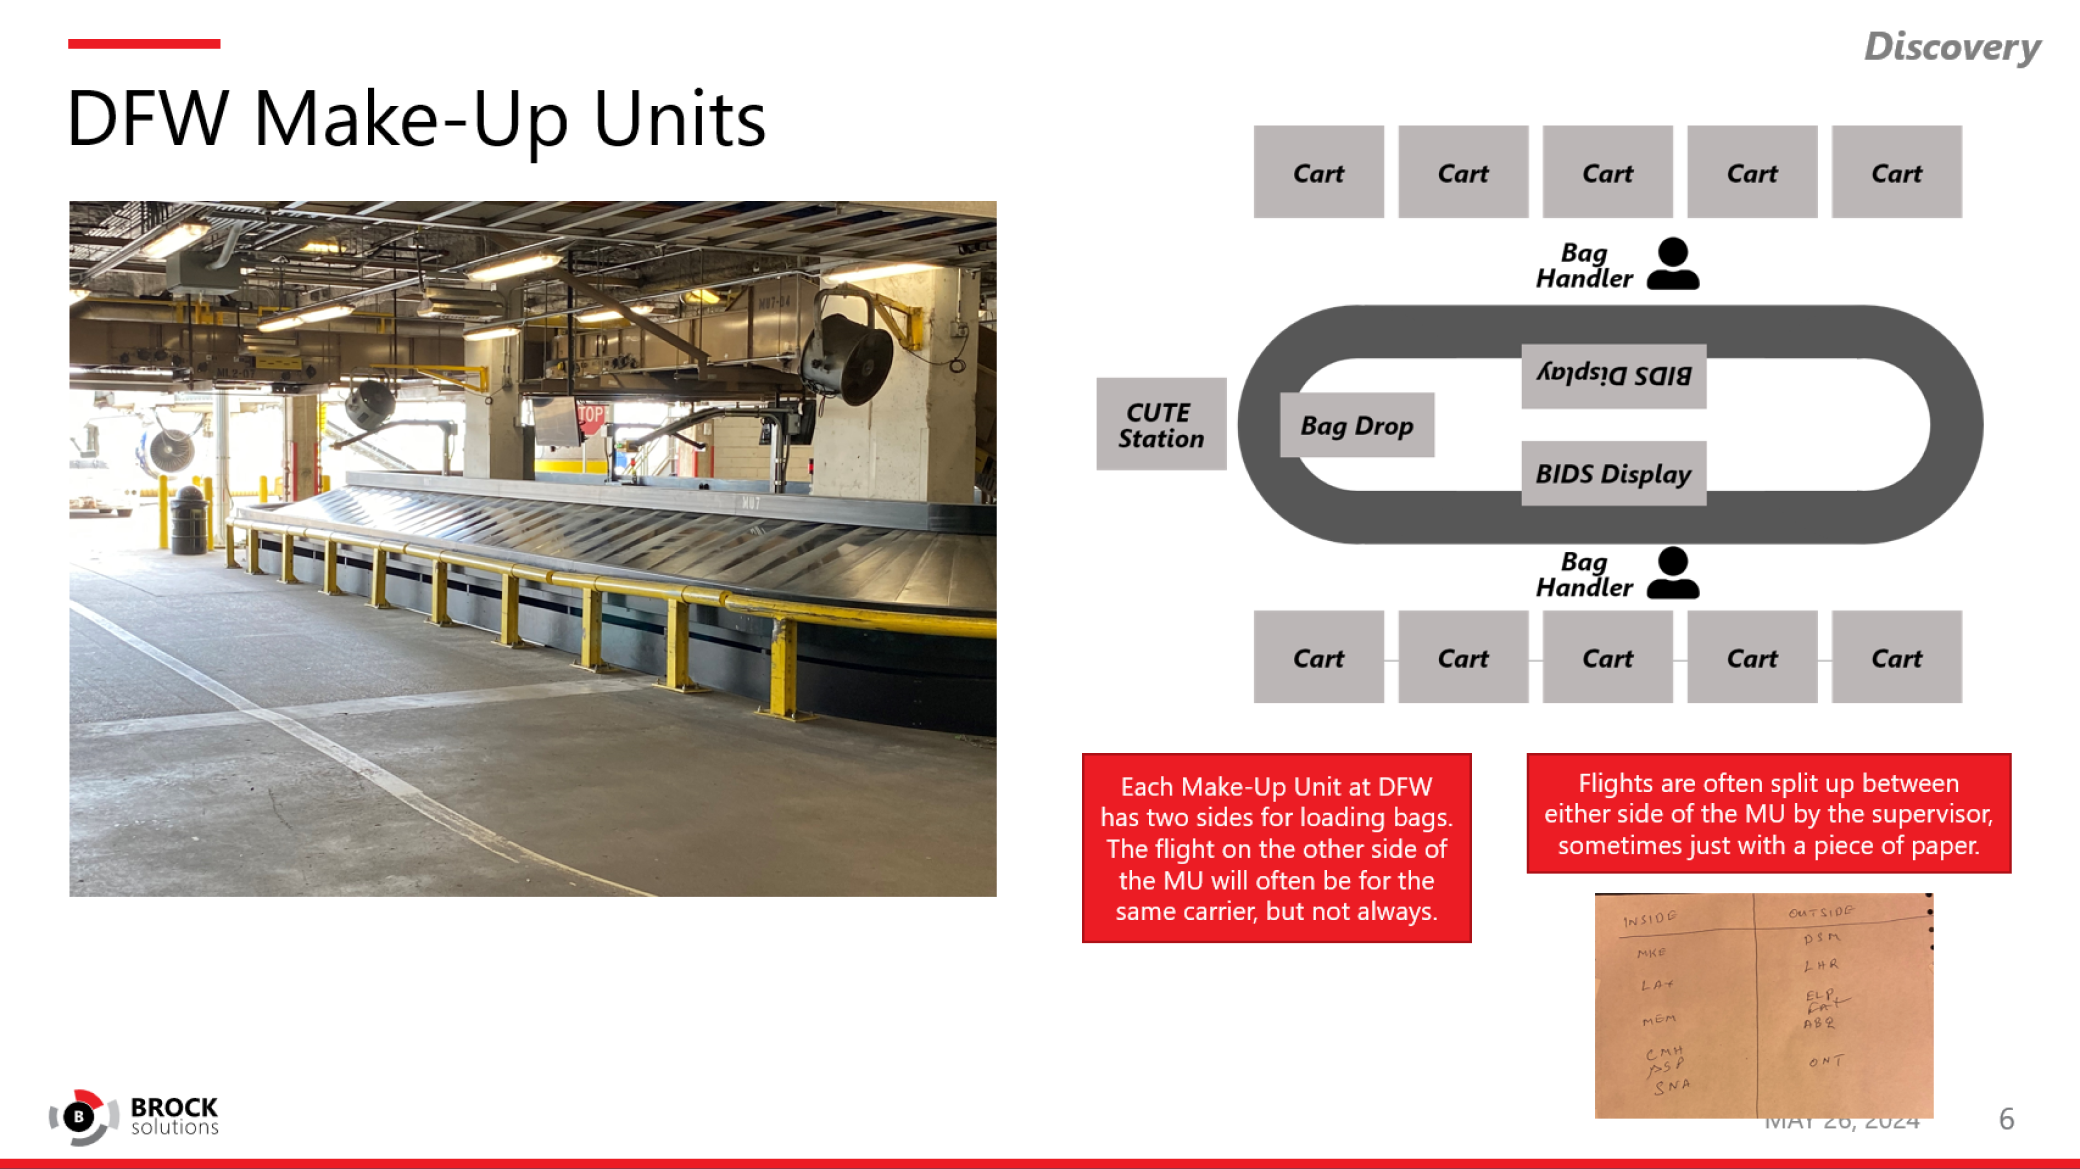 Discovery
DFW Make-Up Units
Cart Cart Cart Cart Cart
Bag
Handler
BIDS Display
CUTE
Station
Bag Drop
BIDS Display
Bag
Handler
Cart Cart Cart Cart Cart
TOP
MU7
Each Make-Up Unit at DFW
has two sides for loading bags.
The flight on the other side of
the MU will often be for the
same carrier, but not always.
Flights are often split up between
either side of the MU by the supervisor,
sometimes just with a piece of paper.
INSIDE OUTSIDE
MKE DSM
LAX LHR
MEM ELP
ABQ
CMH ONT
PSP
SNA
B BROCK
solutions
MAY 26, 2024
6